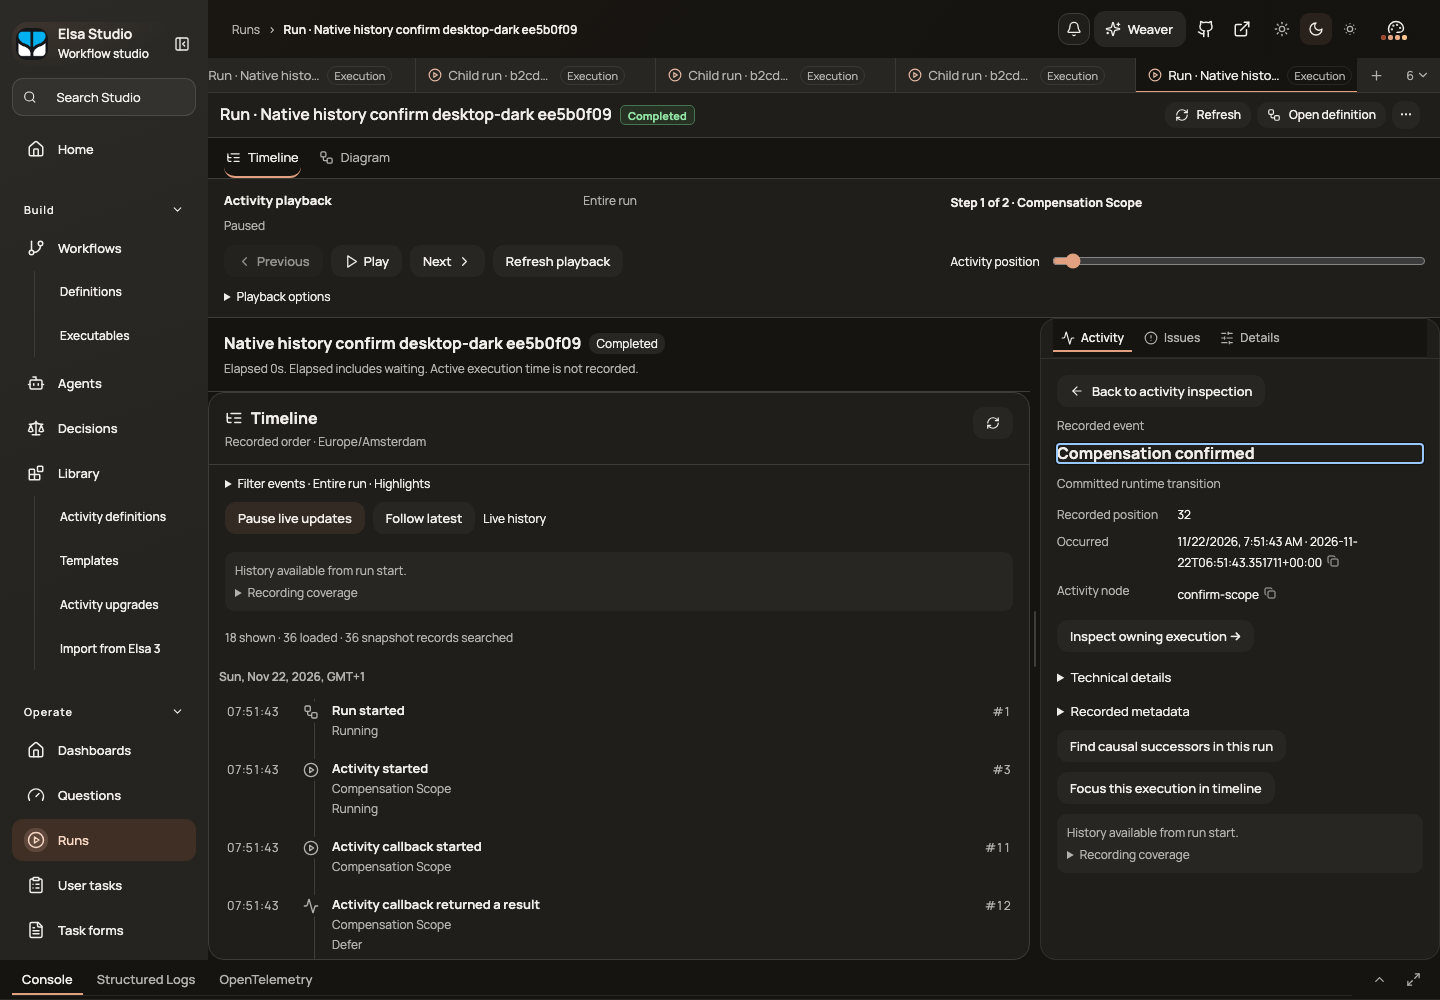 Elsa Studio
Workflow studio
Search Studio
Home
Build
Workflows
Definitions
Executables
Agents
Decisions
Library
Activity definitions
Templates
Activity upgrades
Import from Elsa 3
Operate
Dashboards
Questions
Runs
User tasks
Task forms
Runs › Run · Native history confirm desktop-dark ee5b0f09
Weaver
Run · Native histo... Execution
Child run · b2cd... Execution
Child run · b2cd... Execution
Child run · b2cd... Execution
Run · Native histo... Execution
6
Run · Native history confirm desktop-dark ee5b0f09 Completed
Refresh
Open definition
Timeline
Diagram
Activity playback
Entire run
Step 1 of 2 · Compensation Scope
Paused
Previous
Play
Next
Refresh playback
Activity position
Playback options
Native history confirm desktop-dark ee5b0f09 Completed
Elapsed 0s. Elapsed includes waiting. Active execution time is not recorded.
Timeline
Recorded order · Europe/Amsterdam
Filter events · Entire run · Highlights
Pause live updates
Follow latest
Live history
History available from run start.
Recording coverage
18 shown · 36 loaded · 36 snapshot records searched
Sun, Nov 22, 2026, GMT+1
07:51:43 Run started #1
Running
07:51:43 Activity started #3
Compensation Scope
Running
07:51:43 Activity callback started #11
Compensation Scope
07:51:43 Activity callback returned a result #12
Compensation Scope
Defer
Activity
Issues
Details
Back to activity inspection
Recorded event
Compensation confirmed
Committed runtime transition
Recorded position 32
Occurred 11/22/2026, 7:51:43 AM · 2026-11-
22T06:51:43.351711+00:00
Activity node confirm-scope
Inspect owning execution →
Technical details
Recorded metadata
Find causal successors in this run
Focus this execution in timeline
History available from run start.
Recording coverage
Console
Structured Logs
OpenTelemetry